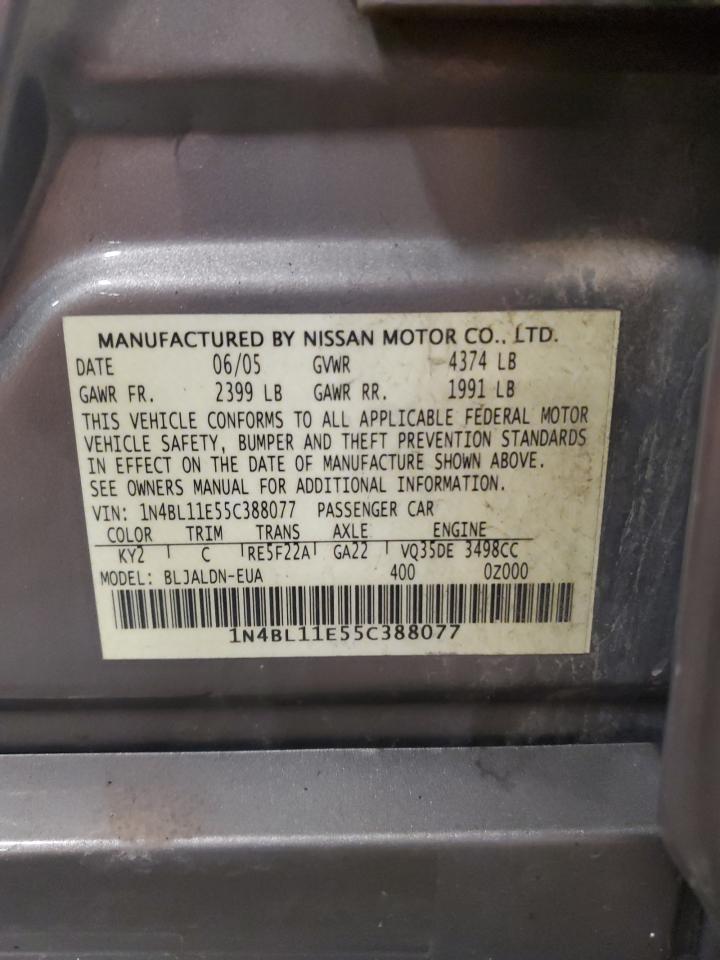 MANUFACTURED BY NISSAN MOTOR CO., LTD.
DATE 06/05 GVWR 4374 LB
GAWR FR. 2399 LB GAWR RR. 1991 LB
THIS VEHICLE CONFORMS TO ALL APPLICABLE FEDERAL MOTOR
VEHICLE SAFETY, BUMPER AND THEFT PREVENTION STANDARDS
IN EFFECT ON THE DATE OF MANUFACTURE SHOWN ABOVE.
SEE OWNERS MANUAL FOR ADDITIONAL INFORMATION.
VIN: 1N4BL11E55C388077 PASSENGER CAR
COLOR TRIM TRANS AXLE ENGINE
KY2 C RE5F22A GA22 VQ35DE 3498CC
MODEL: BLJALDN-EUA 400 0Z000
1N4BL11E55C388077